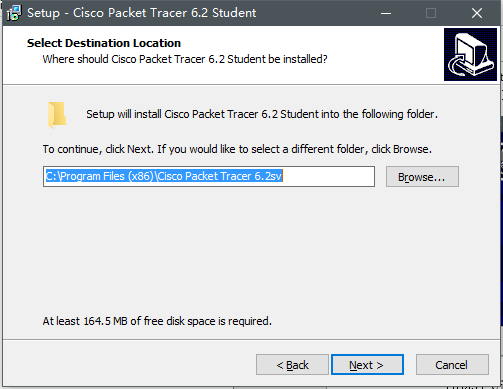 Setup - Cisco Packet Tracer 6.2 Student
Select Destination Location
Where should Cisco Packet Tracer 6.2 Student be installed?
Setup will install Cisco Packet Tracer 6.2 Student into the following folder.
To continue, click Next. If you would like to select a different folder, click Browse.
C:\Program Files (x86)\Cisco Packet Tracer 6.2sv
Browse...
At least 164.5 MB of free disk space is required.
< Back
Next >
Cancel